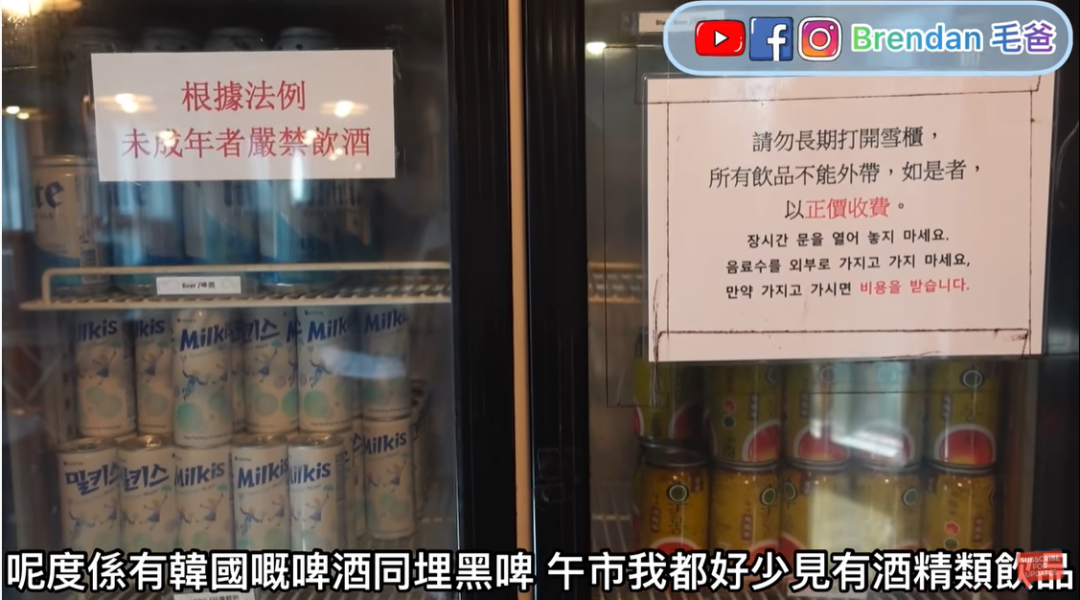 Brendan 毛爸
根據法例
未成年者嚴禁飲酒
請勿長期打開雪櫃，
所有飲品不能外帶，如是者，
以正價收費。
장시간 문을 열어 놓지 마세요.
음료수를 외부로 가지고 가지 마세요,
만약 가지고 가시면 비용을 받습니다.
Beer /啤酒
Milkis
Milkis
Milkis
밀키스
Milkis
Milkis
呢度係有韓國嘅啤酒同埋黑啤 午市我都好少見有酒精類飲品
SUBSCRIBE